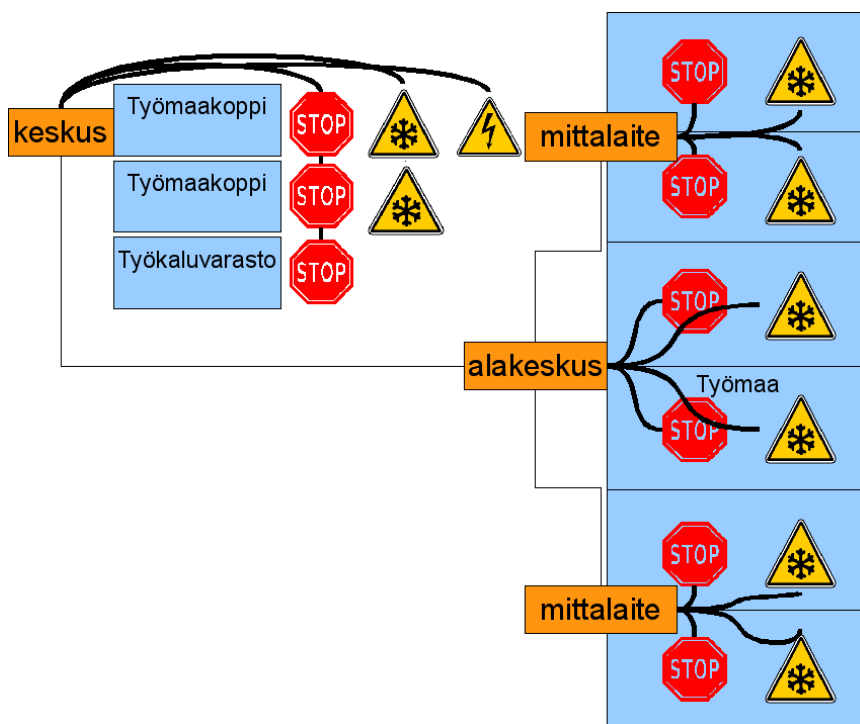 keskus
Työmaakoppi
STOP
Työmaakoppi
STOP
Työkaluvarasto
STOP
STOP
mittalaite
STOP
STOP
alakeskus
Työmaa
STOP
STOP
mittalaite
STOP